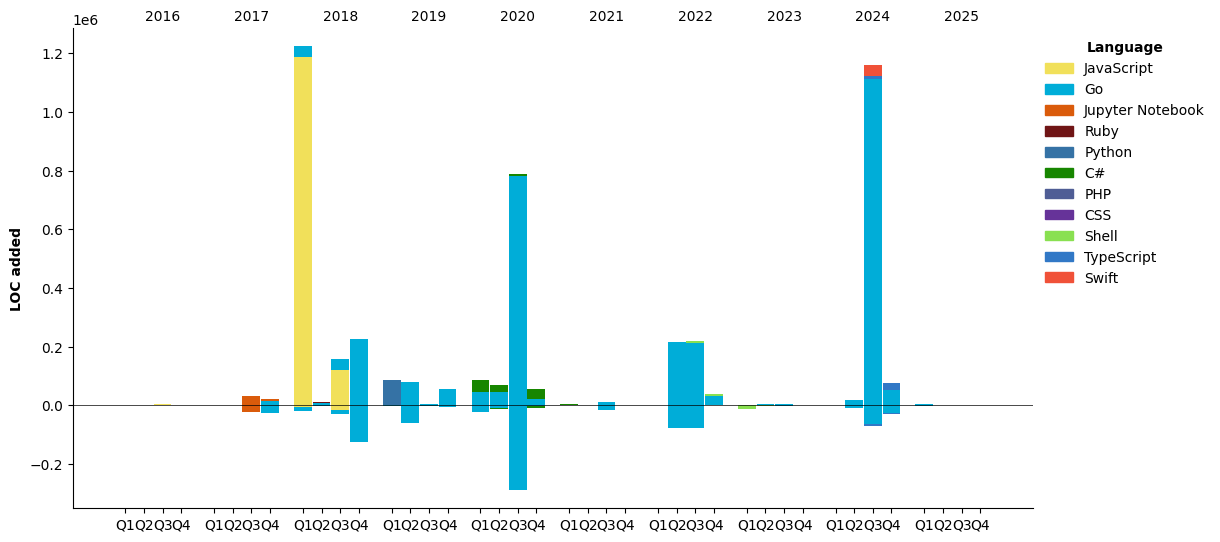 2016 2017 2018 2019 2020 2021 2022 2023 2024 2025
1e6
1.2
1.0
0.8
0.6
0.4
0.2
0.0
−0.2
LOC added
Q1Q2Q3Q4 Q1Q2Q3Q4 Q1Q2Q3Q4 Q1Q2Q3Q4 Q1Q2Q3Q4 Q1Q2Q3Q4 Q1Q2Q3Q4 Q1Q2Q3Q4 Q1Q2Q3Q4 Q1Q2Q3Q4
Language
JavaScript
Go
Jupyter Notebook
Ruby
Python
C#
PHP
CSS
Shell
TypeScript
Swift